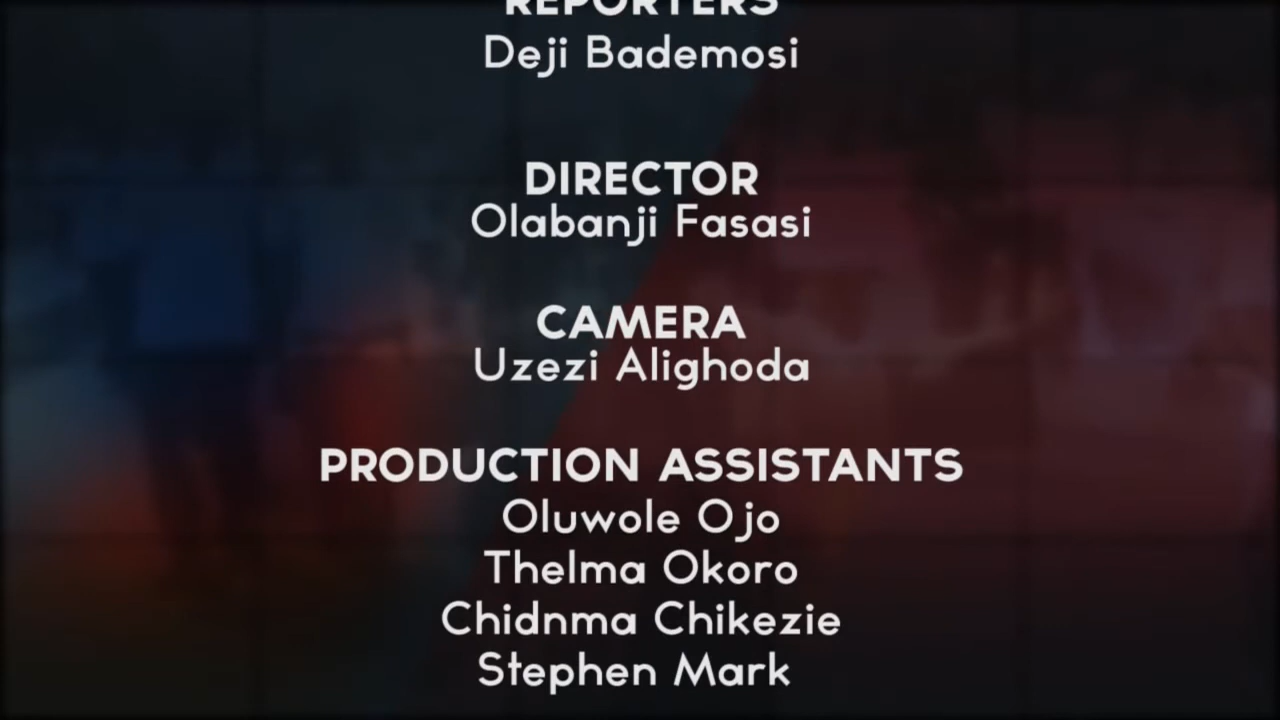 REPORTERS
Deji Bademosi
DIRECTOR
Olabanji Fasasi
CAMERA
Uzezi Alighoda
PRODUCTION ASSISTANTS
Oluwole Ojo
Thelma Okoro
Chidnma Chikezie
Stephen Mark